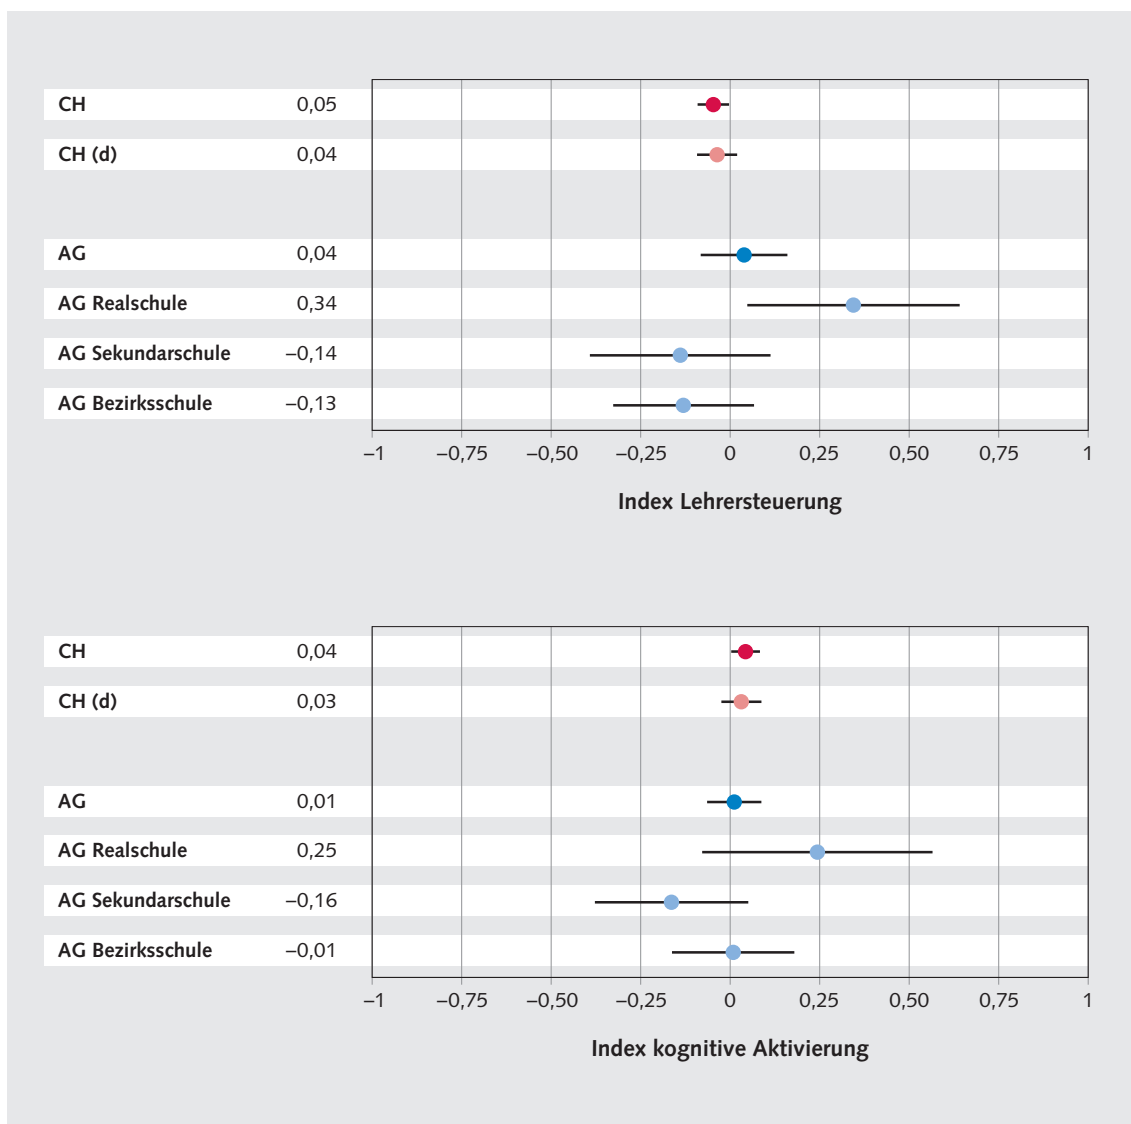 CH 0,05
CH (d) 0,04
AG 0,04
AG Realschule 0,34
AG Sekundarschule –0,14
AG Bezirksschule –0,13
–1 –0,75 –0,50 –0,25 0 0,25 0,50 0,75 1
Index Lehrersteuerung
CH 0,04
CH (d) 0,03
AG 0,01
AG Realschule 0,25
AG Sekundarschule –0,16
AG Bezirksschule –0,01
–1 –0,75 –0,50 –0,25 0 0,25 0,50 0,75 1
Index kognitive Aktivierung